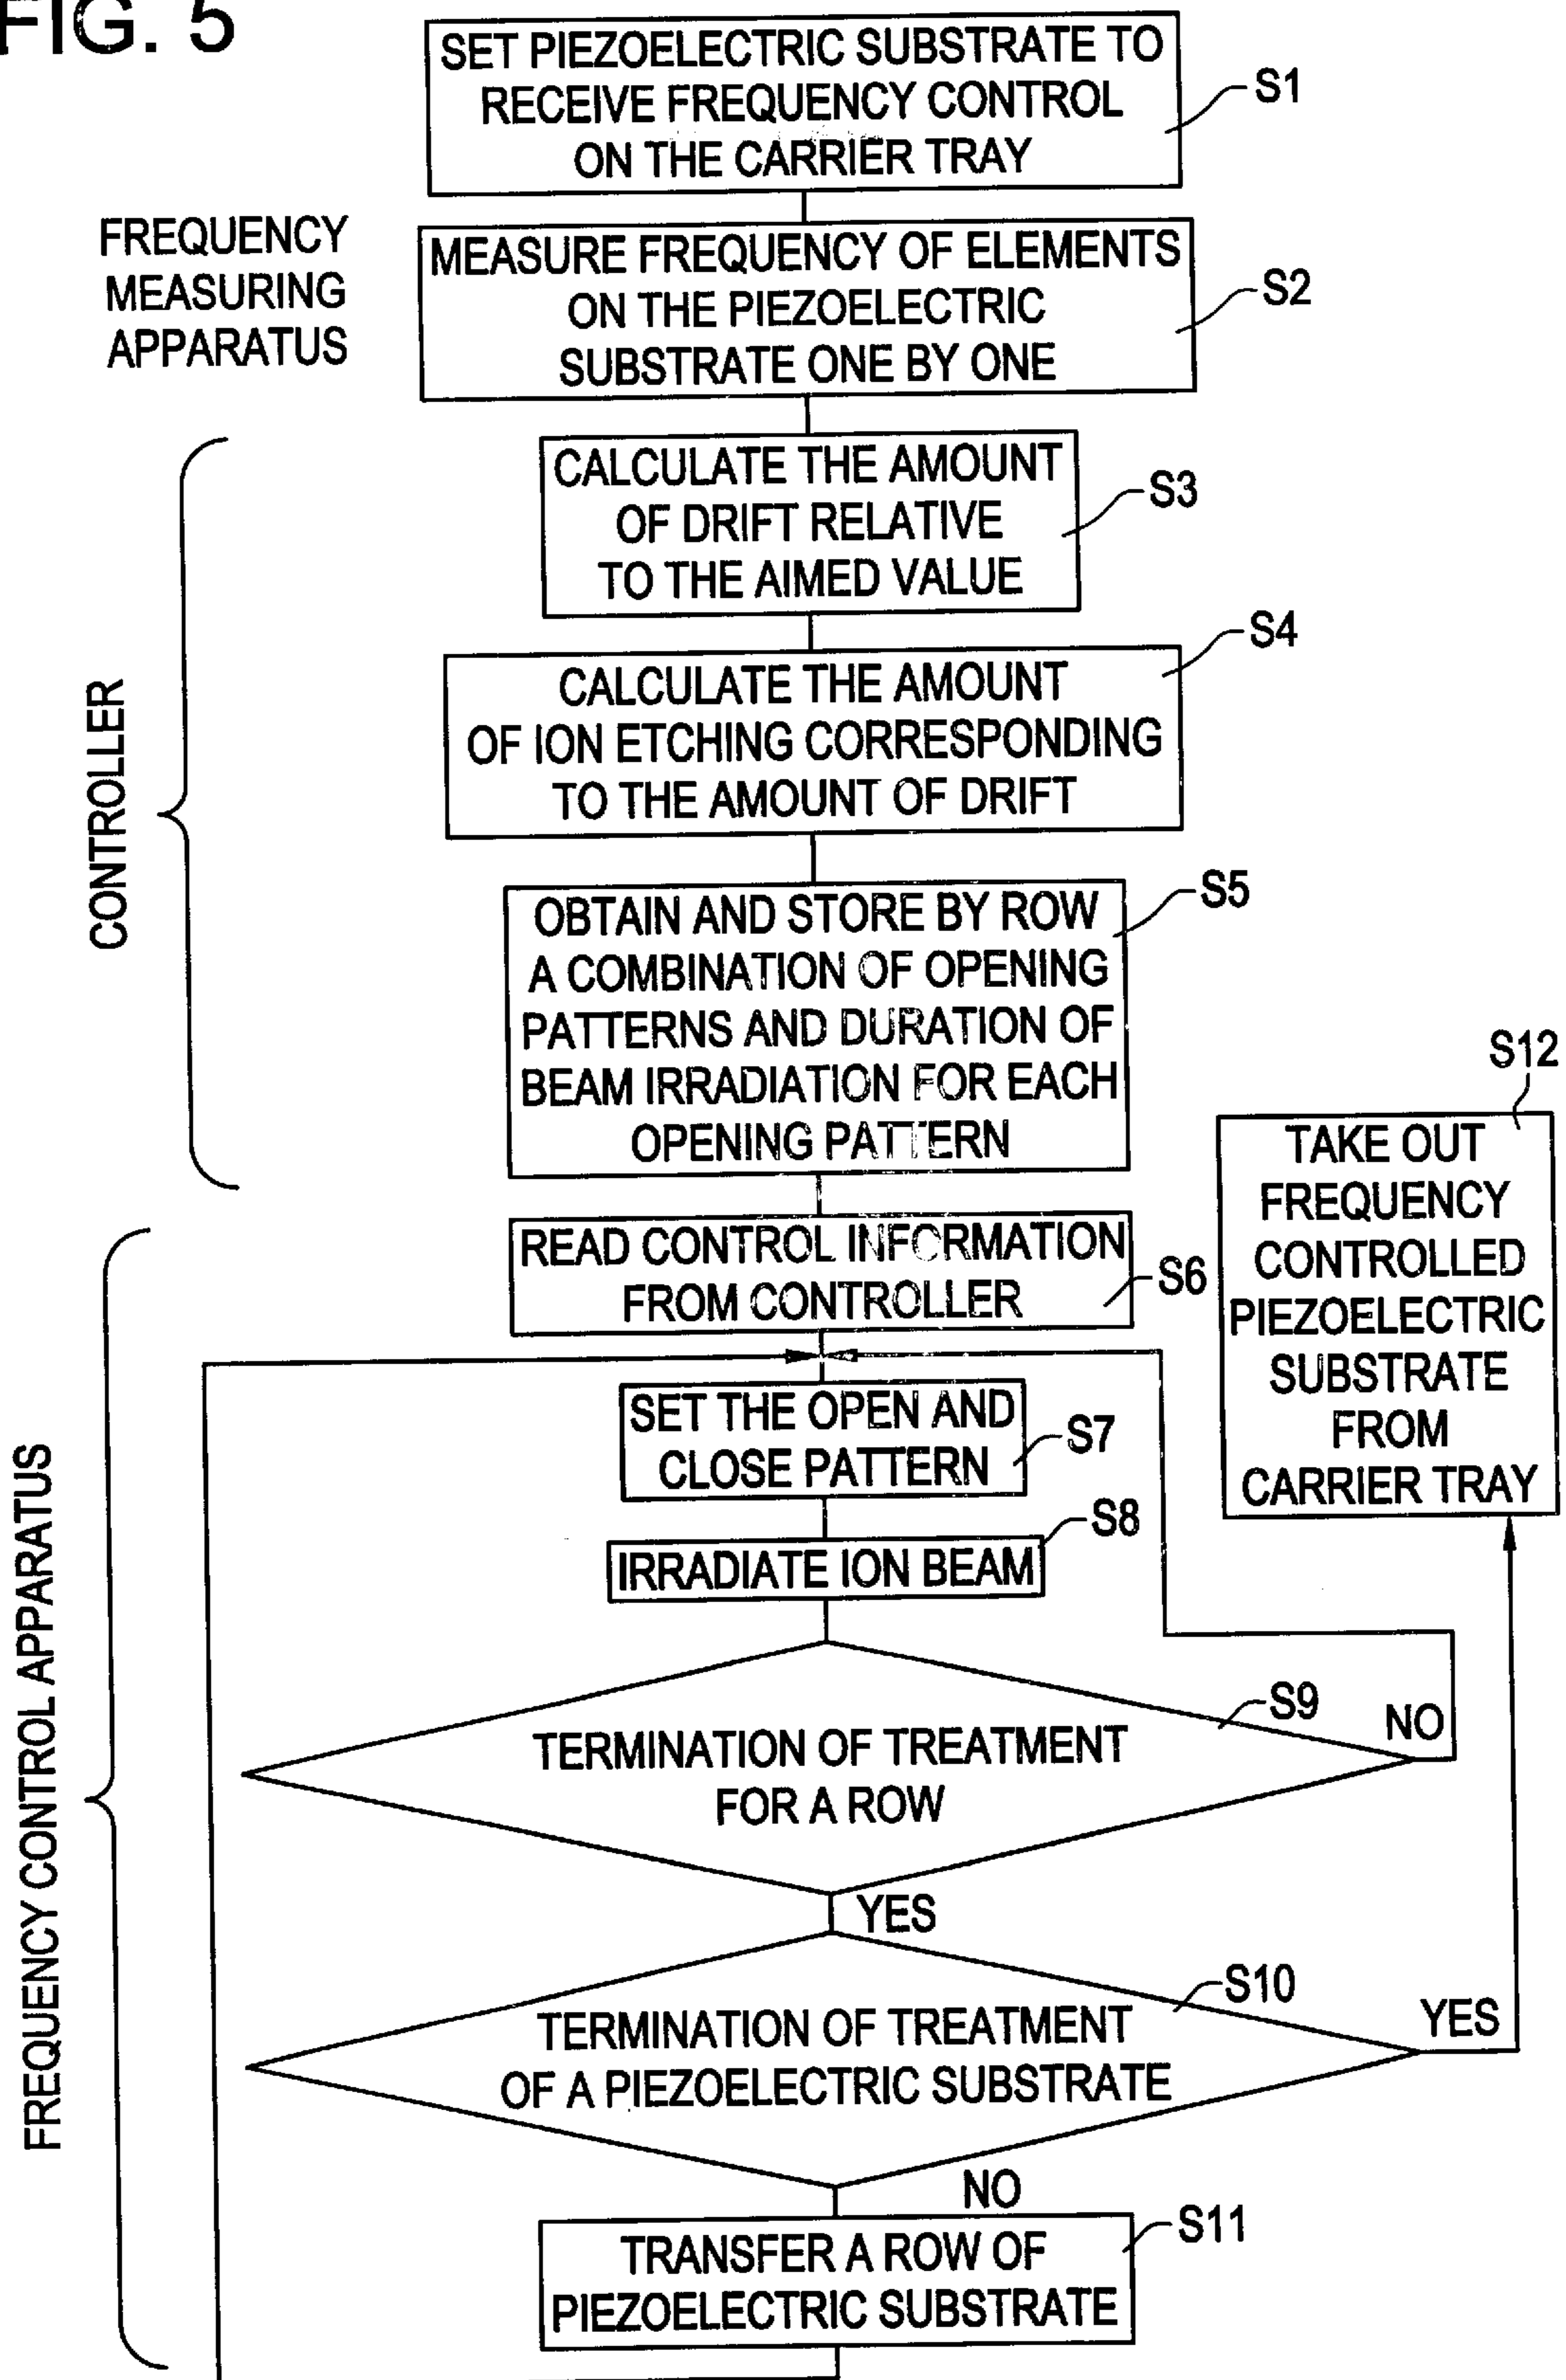 FIG. 5
SET PIEZOELECTRIC SUBSTRATE TO
RECEIVE FREQUENCY CONTROL
ON THE CARRIER TRAY
S1
FREQUENCY
MEASURING
APPARATUS
MEASURE FREQUENCY OF ELEMENTS
ON THE PIEZOELECTRIC
SUBSTRATE ONE BY ONE
S2
CONTROLLER
CALCULATE THE AMOUNT
OF DRIFT RELATIVE
TO THE AIMED VALUE
S3
CALCULATE THE AMOUNT
OF ION ETCHING CORRESPONDING
TO THE AMOUNT OF DRIFT
S4
OBTAIN AND STORE BY ROW
A COMBINATION OF OPENING
PATTERNS AND DURATION OF
BEAM IRRADIATION FOR EACH
OPENING PATTERN
S5
FREQUENCY CONTROL APPARATUS
READ CONTROL INFORMATION
FROM CONTROLLER
S6
SET THE OPEN AND
CLOSE PATTERN
S7
IRRADIATE ION BEAM
S8
TERMINATION OF TREATMENT
FOR A ROW
S9
NO
YES
TERMINATION OF TREATMENT
OF A PIEZOELECTRIC SUBSTRATE
S10
YES
NO
TRANSFER A ROW OF
PIEZOELECTRIC SUBSTRATE
S11
S12
TAKE OUT
FREQUENCY
CONTROLLED
PIEZOELECTRIC
SUBSTRATE
FROM
CARRIER TRAY